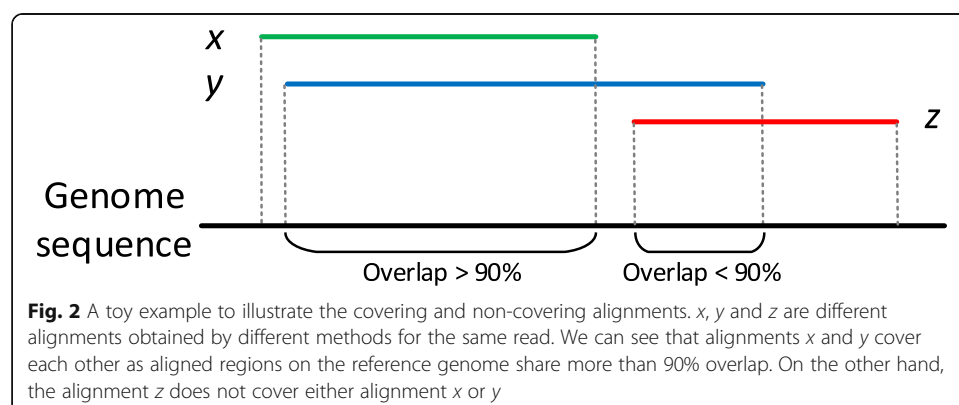 x
y
z
Genome
sequence
Overlap > 90%
Overlap < 90%
Fig. 2 A toy example to illustrate the covering and non-covering alignments. x, y and z are different
alignments obtained by different methods for the same read. We can see that alignments x and y cover
each other as aligned regions on the reference genome share more than 90% overlap. On the other hand,
the alignment z does not cover either alignment x or y